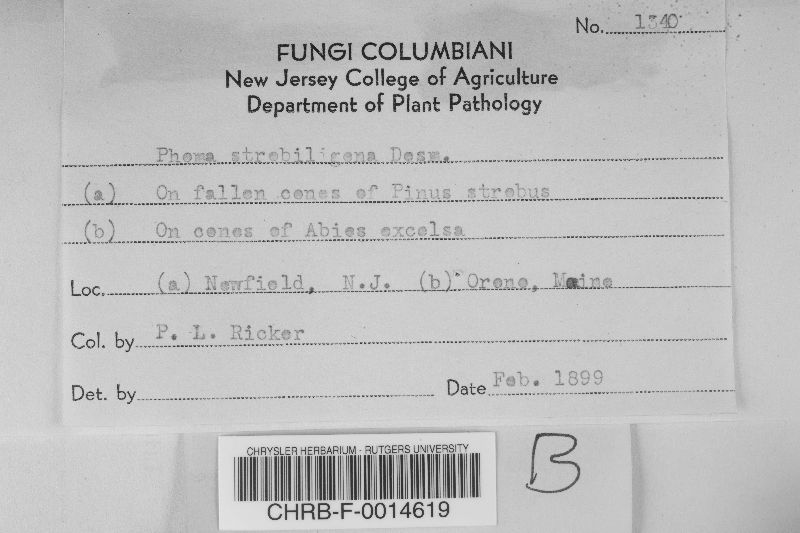 No. 1340
FUNGI COLUMBIANI
New Jersey College of Agriculture
Department of Plant Pathology
Phoma strobiligena Desm.
(a) On fallen cones of Pinus strobus
(b) On cones of Abies excelsa
Loc. (a) Newfield, N.J. (b) Orono, Maine
Col. by P. L. Ricker
Det. by
Date Feb. 1899
CHRYSLER HERBARIUM - RUTGERS UNIVERSITY
CHRB-F-0014619
B